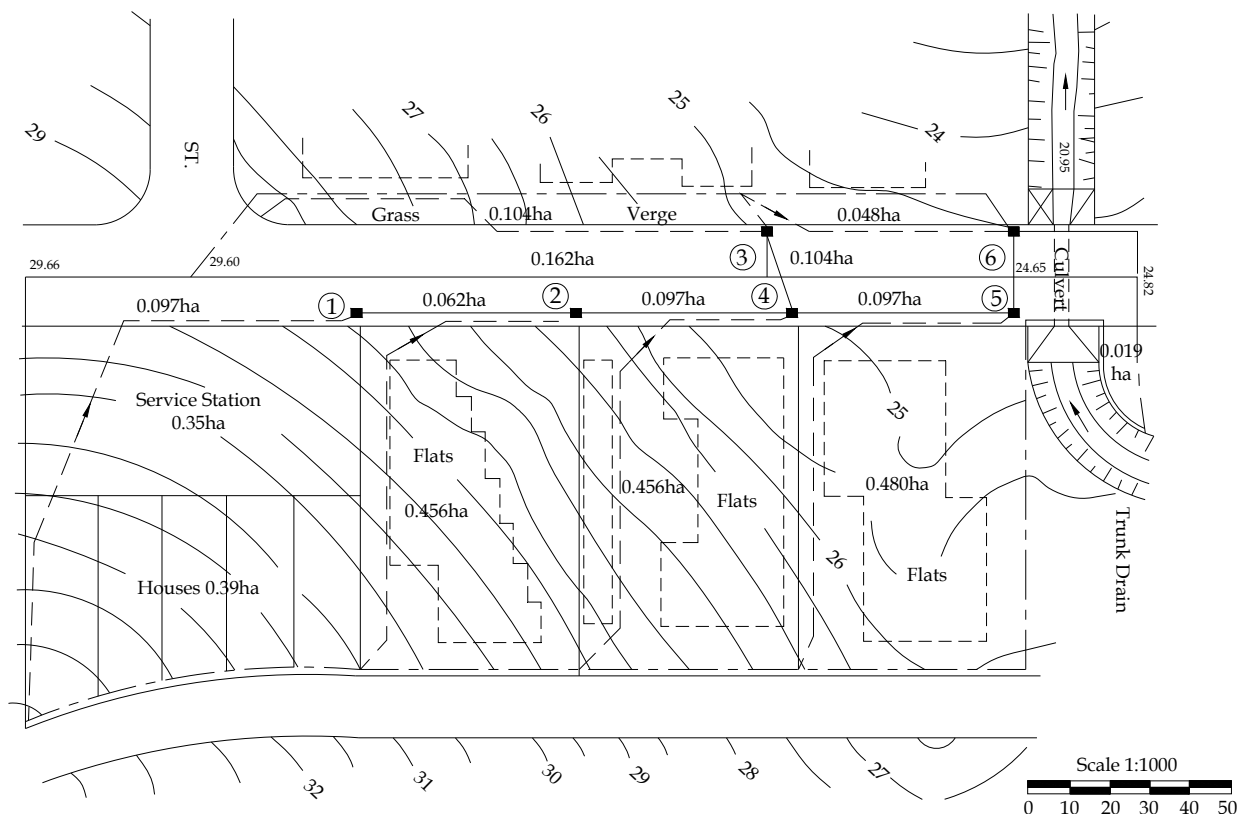 29
ST.
27
26
25
24
20.95
Grass
0.104ha
Verge
0.048ha
29.66
29.60
0.162ha
3
0.104ha
6
24.65
Culvert
24.82
0.097ha
1
0.062ha
2
0.097ha
4
0.097ha
5
0.019
ha
Service Station
0.35ha
Flats
0.456ha
0.456ha
Flats
25
0.480ha
26
Flats
Houses 0.39ha
Trunk Drain
32
31
30
29
28
27
Scale 1:1000
0 10 20 30 40 50